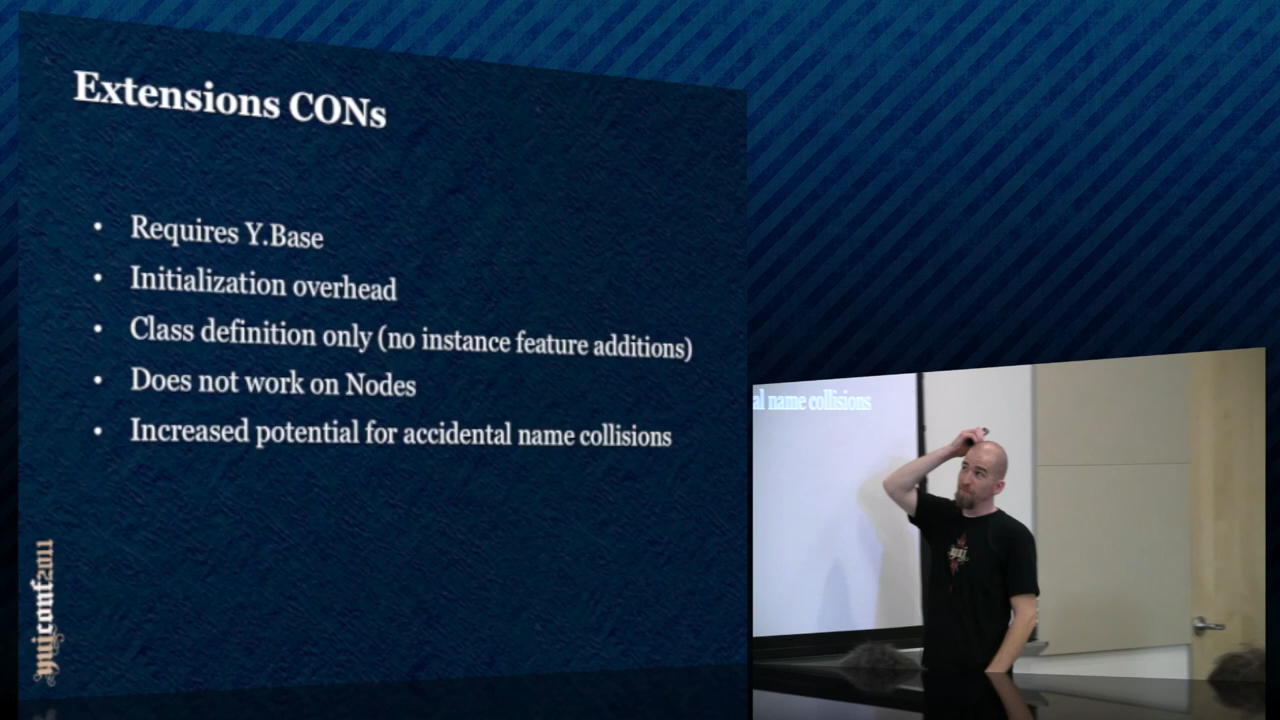 Extensions CONs
• Requires Y.Base
• Initialization overhead
• Class definition only (no instance feature additions)
• Does not work on Nodes
• Increased potential for accidental name collisions
yuiconf2011
al name collisions
yui